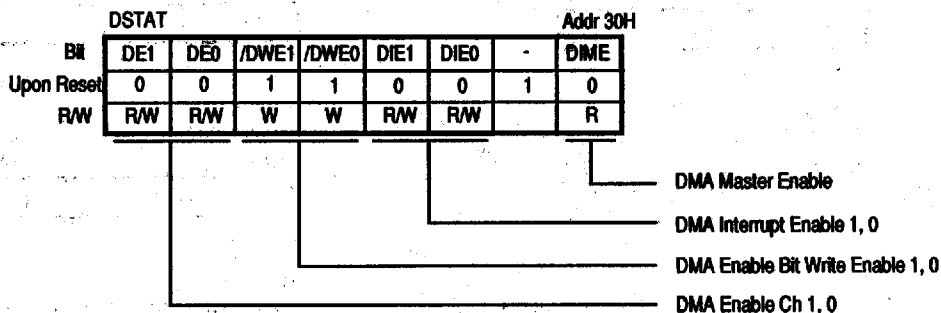 DSTAT Addr 30H
Bit DE1 DE0 /DWE1 /DWE0 DIE1 DIE0 - DIME
Upon Reset 0 0 1 1 0 0 1 0
R/W R/W R/W W W R/W R/W R
DMA Master Enable
DMA Interrupt Enable 1, 0
DMA Enable Bit Write Enable 1, 0
DMA Enable Ch 1, 0